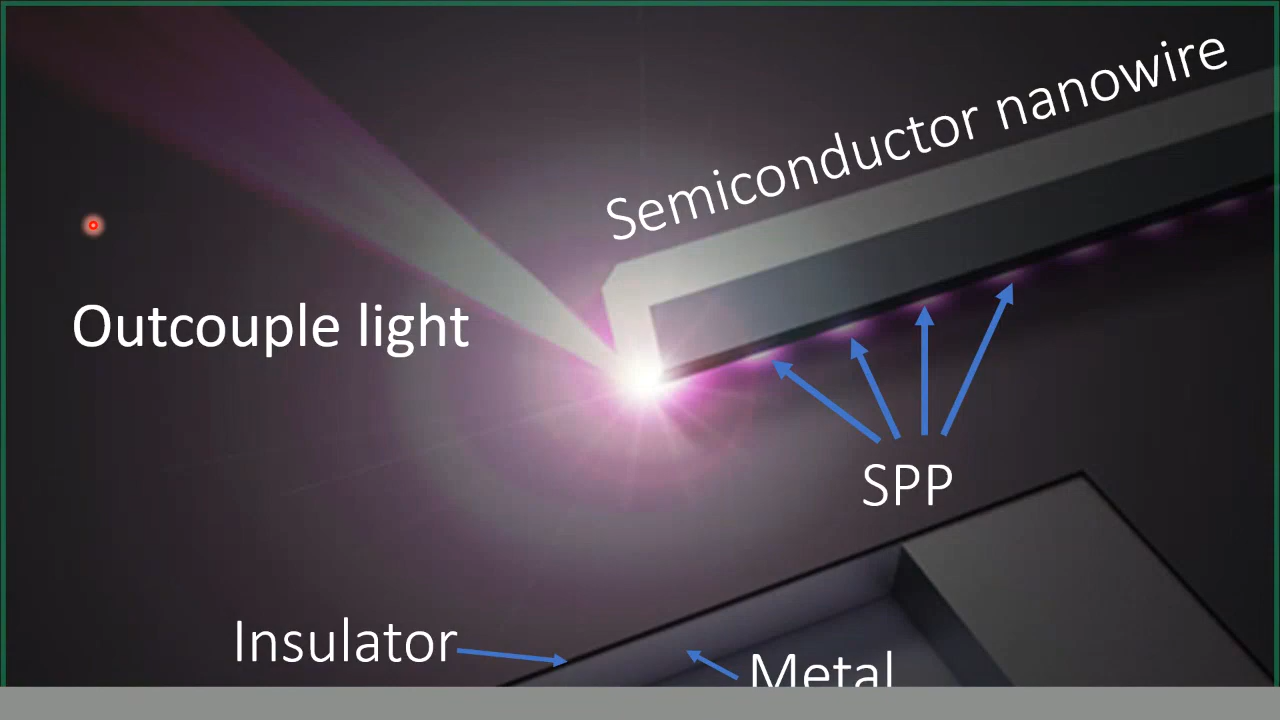 Semiconductor nanowire
Outcouple light
SPP
Insulator
Metal